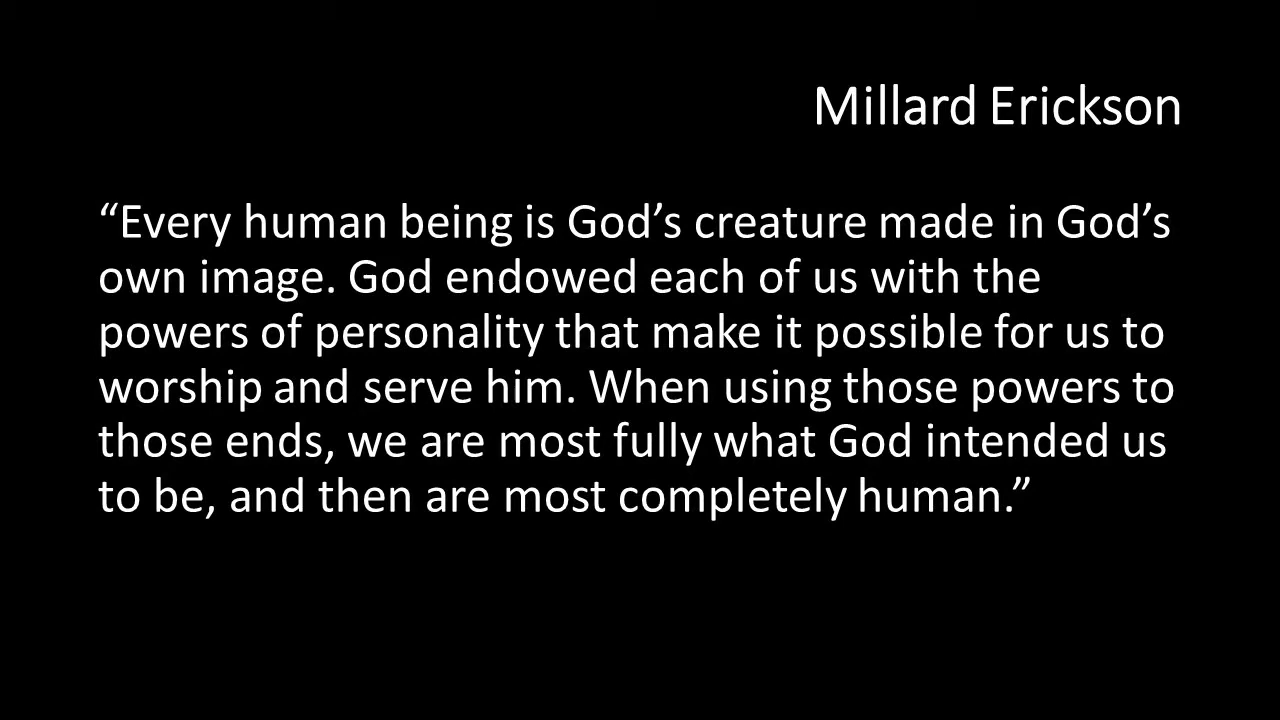 Millard Erickson
“Every human being is God’s creature made in God’s
own image. God endowed each of us with the
powers of personality that make it possible for us to
worship and serve him. When using those powers to
those ends, we are most fully what God intended us
to be, and then are most completely human.”